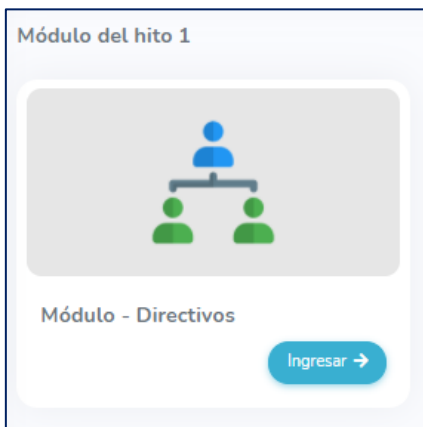 Módulo del hito 1
Módulo - Directivos
Ingresar →